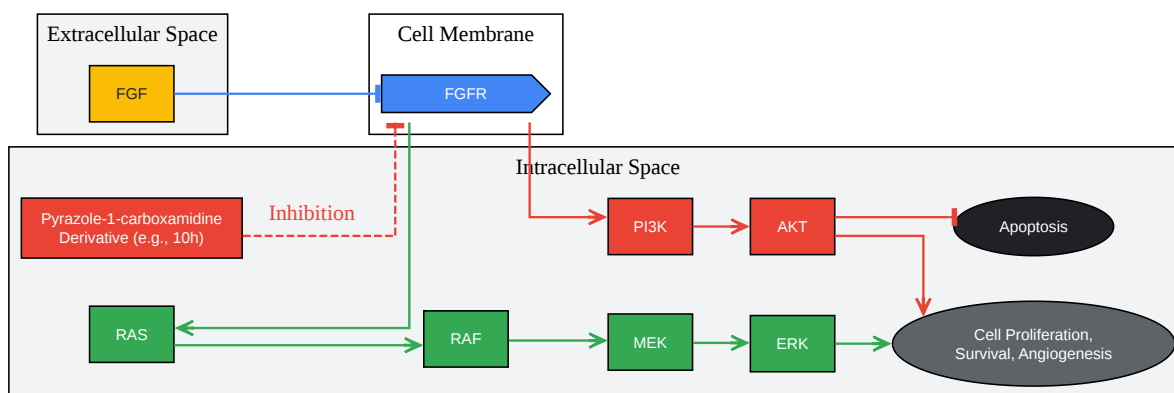 Extracellular Space
Cell Membrane
FGF
FGFR
Intracellular Space
Pyrazole-1-carboxamidine
Derivative (e.g., 10h)
Inhibition
PI3K
AKT
Apoptosis
RAS
RAF
MEK
ERK
Cell Proliferation,
Survival, Angiogenesis